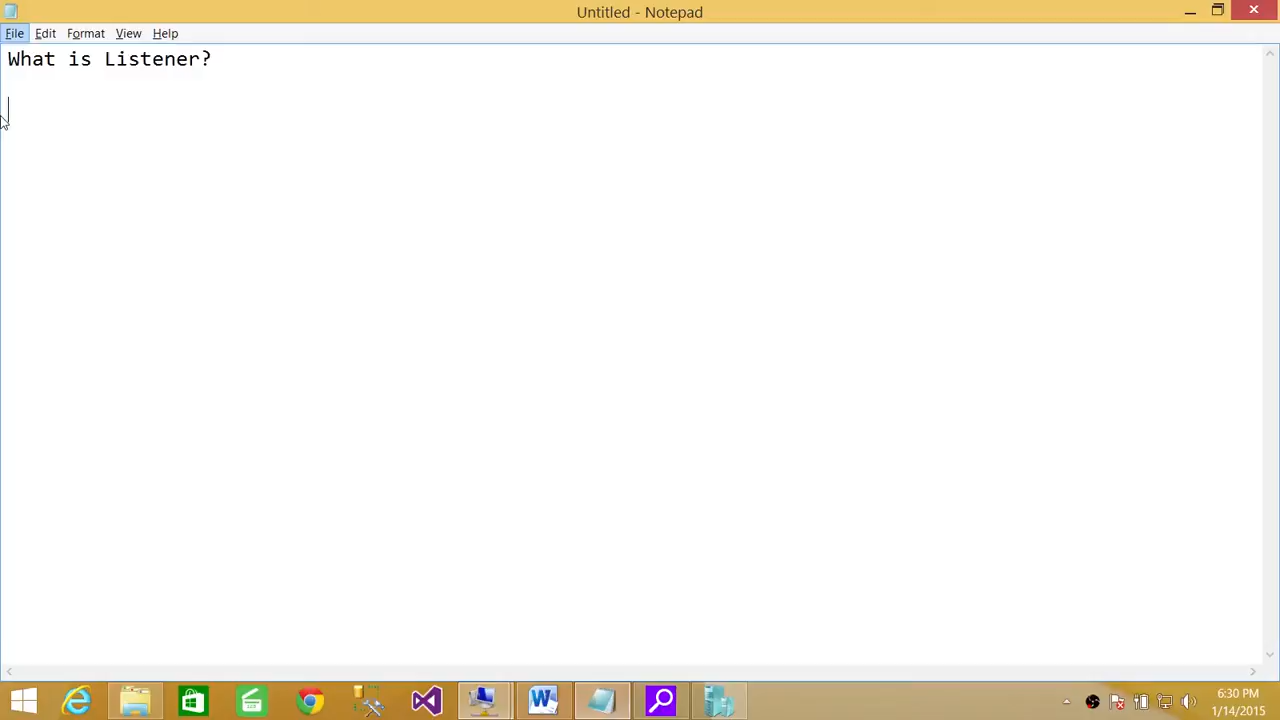 Untitled - Notepad
File Edit Format View Help
What is Listener?
6:30 PM
1/14/2015